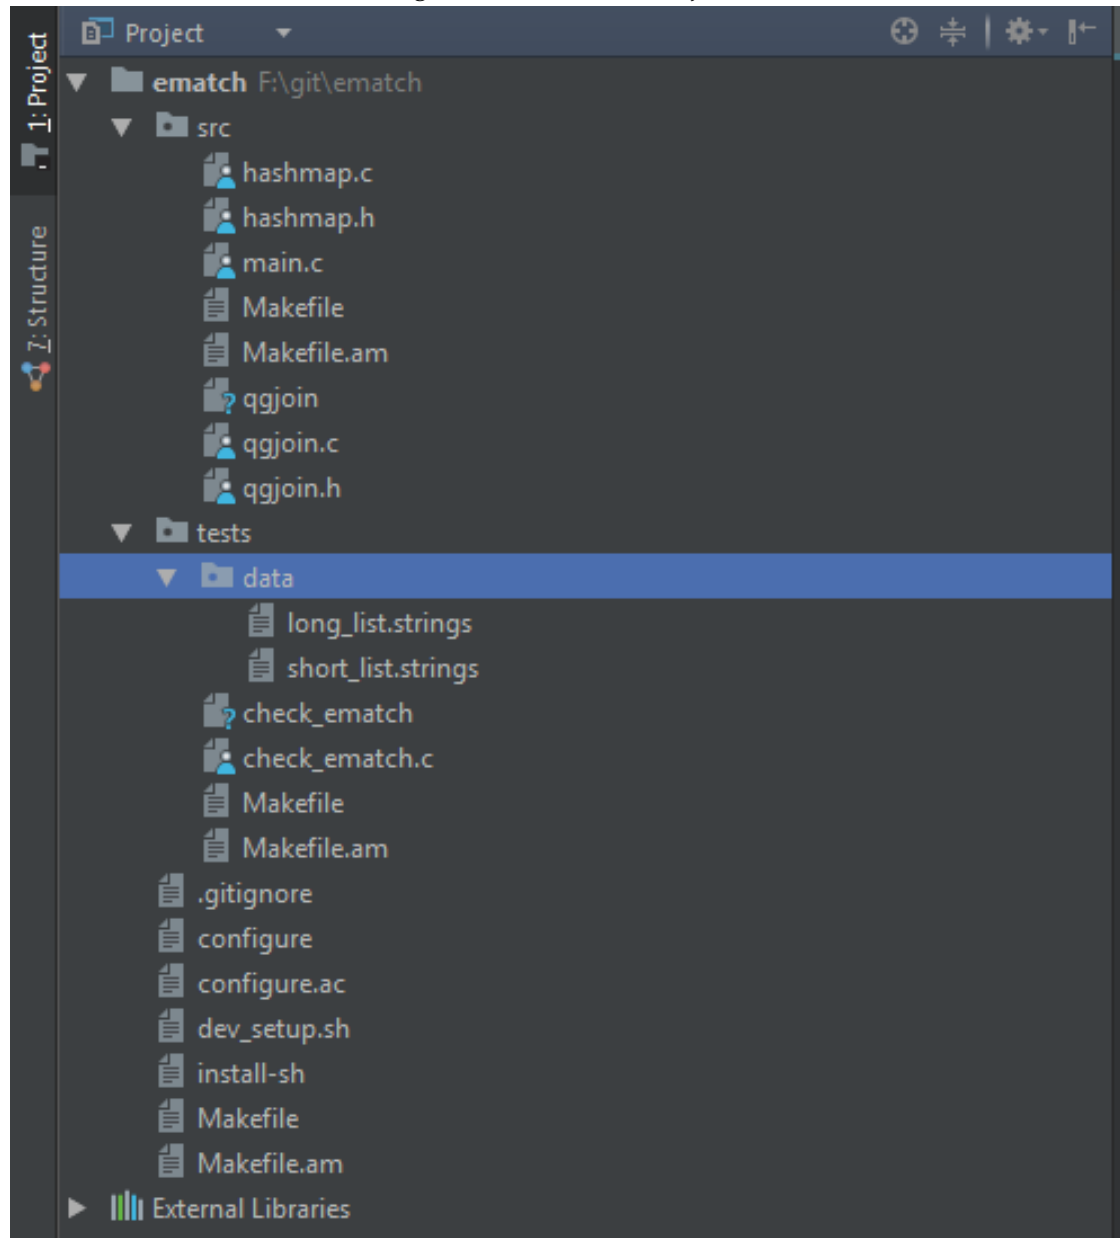 Project
1: Project
7: Structure
ematch F:\git\ematch
src
hashmap.c
hashmap.h
main.c
Makefile
Makefile.am
qgjoin
qgjoin.c
qgjoin.h
tests
data
long_list.strings
short_list.strings
check_ematch
check_ematch.c
Makefile
Makefile.am
.gitignore
configure
configure.ac
dev_setup.sh
install-sh
Makefile
Makefile.am
External Libraries